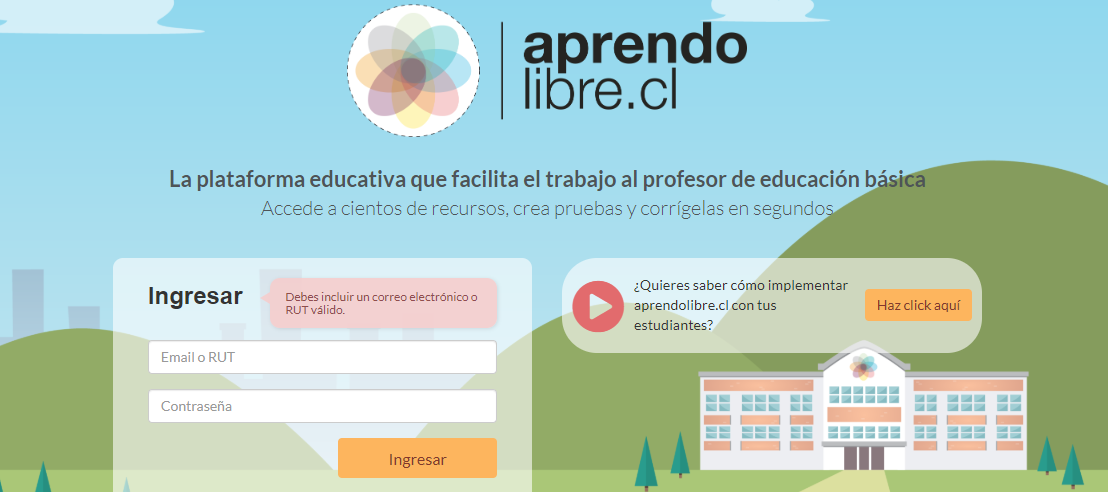 aprendo
libre.cl
La plataforma educativa que facilita el trabajo al profesor de educación básica
Accede a cientos de recursos, crea pruebas y corrígelas en segundos
Ingresar
Debes incluir un correo electrónico o
RUT válido.
Email o RUT
Contraseña
Ingresar
¿Quieres saber cómo implementar
aprendolibre.cl con tus
estudiantes?
Haz click aquí